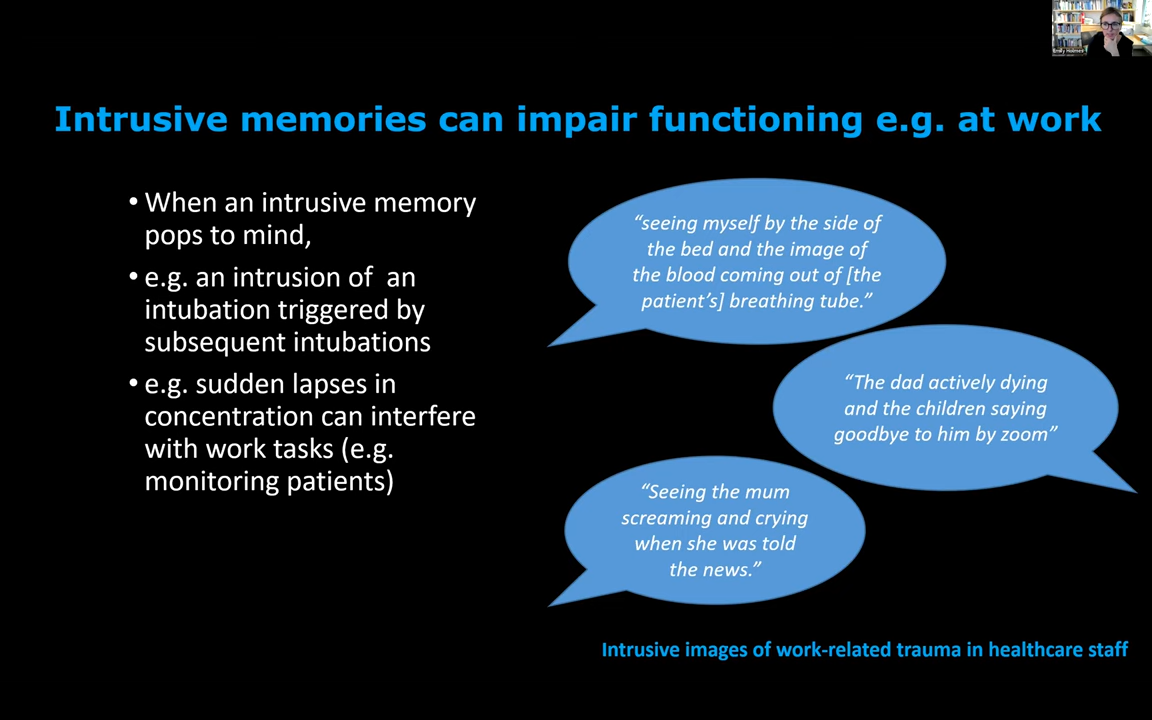 Emily Holmes
Intrusive memories can impair functioning e.g. at work
• When an intrusive memory
pops to mind,
• e.g. an intrusion of an
intubation triggered by
subsequent intubations
• e.g. sudden lapses in
concentration can interfere
with work tasks (e.g.
monitoring patients)
“seeing myself by the side of
the bed and the image of
the blood coming out of [the
patient’s] breathing tube.”
“The dad actively dying
and the children saying
goodbye to him by zoom”
“Seeing the mum
screaming and crying
when she was told
the news.”
Intrusive images of work-related trauma in healthcare staff